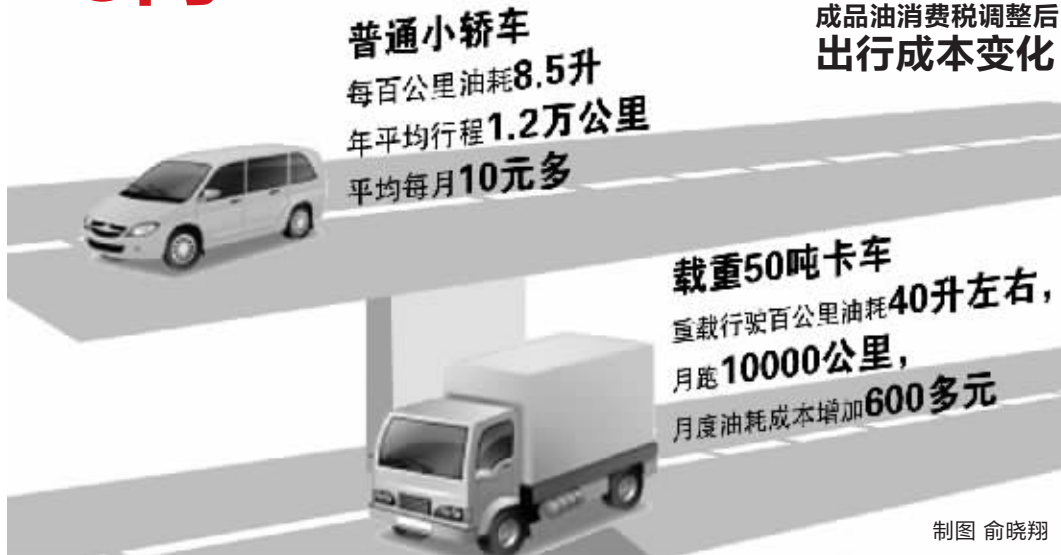 成品油消费税调整后
出行成本变化
普通小轿车
每百公里油耗8.5升
年平均行程1.2万公里
平均每月10元多
载重50吨卡车
重载行驶百公里油耗40升左右，
月跑10000公里，
月度油耗成本增加600多元
制图 俞晓翔